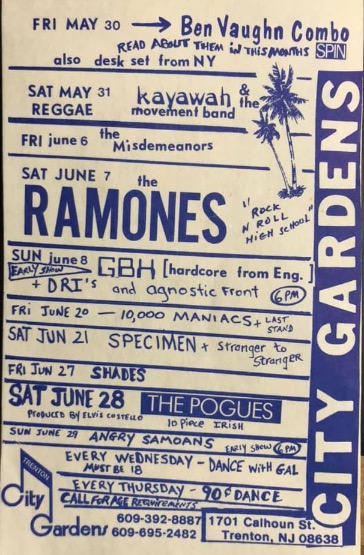 FRI MAY 30 → Ben Vaughn Combo
READ ABOUT THEM IN THIS MONTHS SPIN
also desk set from NY
SAT MAY 31 kayawah & the
REGGAE movement band
FRI june 6 the Misdemeanors
SAT JUNE 7 the
RAMONES
"ROCK
N ROLL
HIGH SCHOOL"
SUN june 8 GBH [hardcore from Eng.]
EARLY SHOW
+ DRI's and agnostic Front 6 PM
FRI JUNE 20 — 10,000 MANIACS + LAST STAND
SAT JUN 21 SPECIMEN + Stranger to Stranger
FRI JUN 27 SHADES
SAT JUNE 28 THE POGUES
PRODUCED BY ELVIS COSTELLO 10 PIECE IRISH
SUN JUNE 29 ANGRY SAMOANS EARLY SHOW 6 PM
EVERY WEDNESDAY - DANCE WITH GAL
MUST BE 18
EVERY THURSDAY - 90¢ DANCE
CALL FOR AGE REQUIREMENTS
TRENTON
City Gardens
609-392-8887
609-695-2482
1701 Calhoun St.
Trenton, NJ 08638
CITY GARDENS